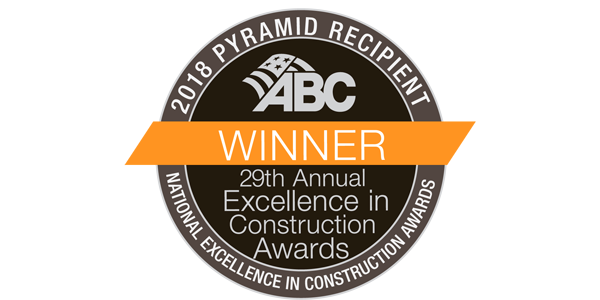 2018 PYRAMID RECIPIENT
ABC
WINNER
29th Annual
Excellence in
Construction
Awards
NATIONAL EXCELLENCE IN CONSTRUCTION AWARDS